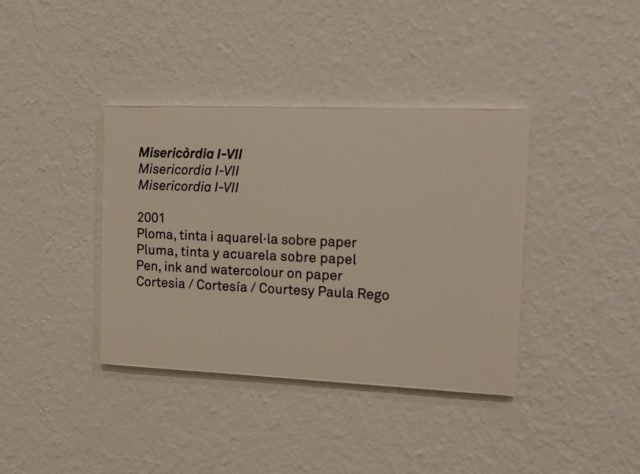 Misericòrdia I-VII
Misericordia I-VII
Misericordia I-VII
2001
Ploma, tinta i aquarel·la sobre paper
Pluma, tinta y acuarela sobre papel
Pen, ink and watercolour on paper
Cortesia / Cortesía / Courtesy Paula Rego